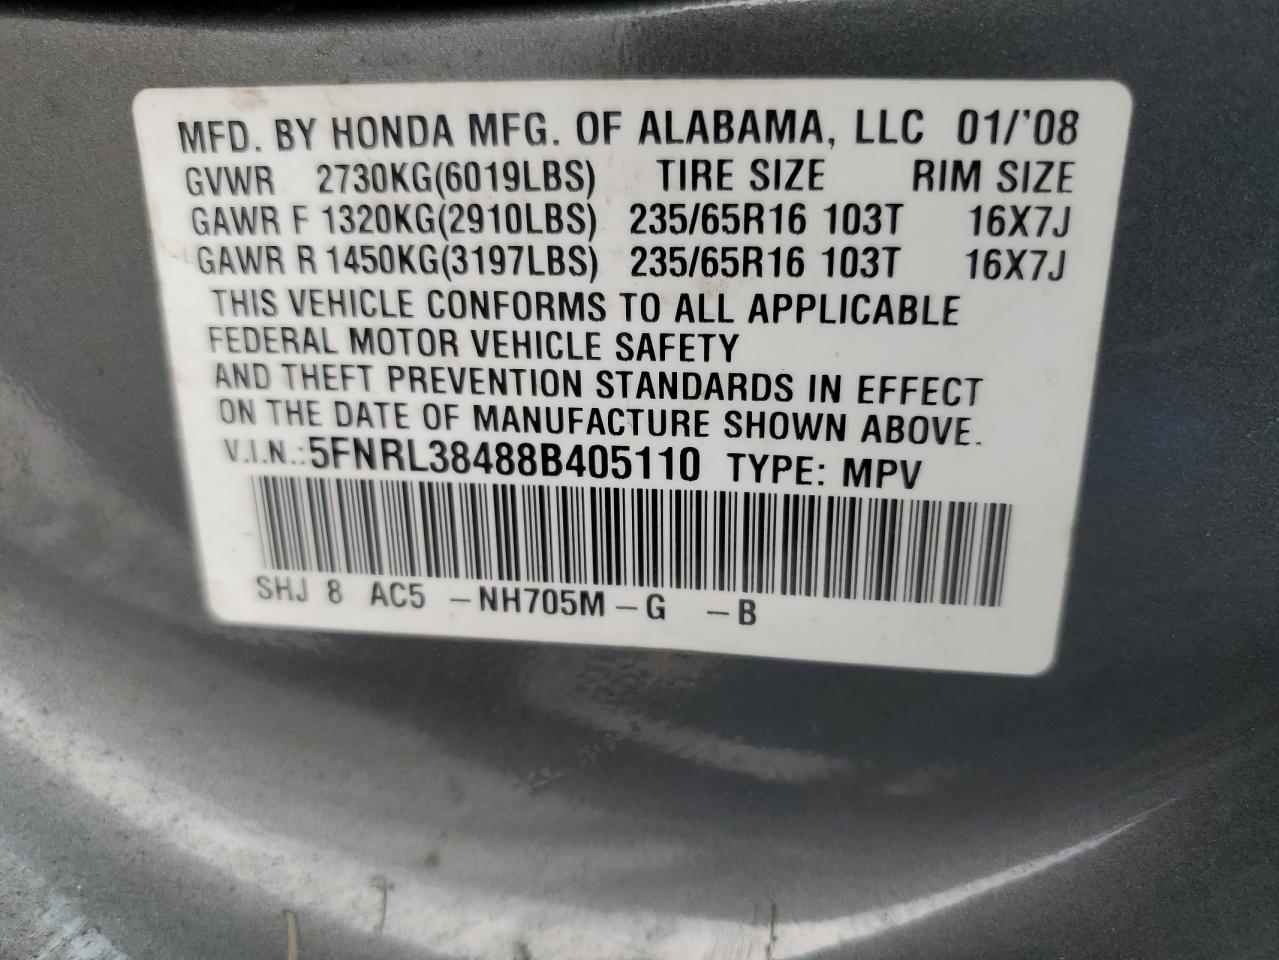 MFD. BY HONDA MFG. OF ALABAMA, LLC 01/'08
GVWR 2730KG(6019LBS) TIRE SIZE RIM SIZE
GAWR F 1320KG(2910LBS) 235/65R16 103T 16X7J
GAWR R 1450KG(3197LBS) 235/65R16 103T 16X7J
THIS VEHICLE CONFORMS TO ALL APPLICABLE
FEDERAL MOTOR VEHICLE SAFETY
AND THEFT PREVENTION STANDARDS IN EFFECT
ON THE DATE OF MANUFACTURE SHOWN ABOVE.
V.I.N.:5FNRL38488B405110 TYPE: MPV
SHJ 8 AC5 -NH705M-G -B